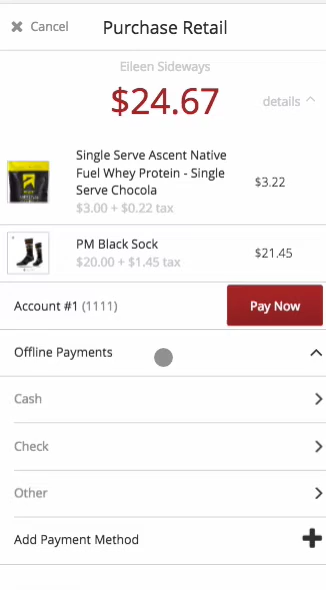 Cancel
Purchase Retail
Eileen Sideways
$24.67
details
Single Serve Ascent Native
Fuel Whey Protein - Single
Serve Chocola
$3.00 + $0.22 tax
$3.22
PM Black Sock
$20.00 + $1.45 tax
$21.45
Account #1 (1111)
Pay Now
Offline Payments
Cash
Check
Other
Add Payment Method